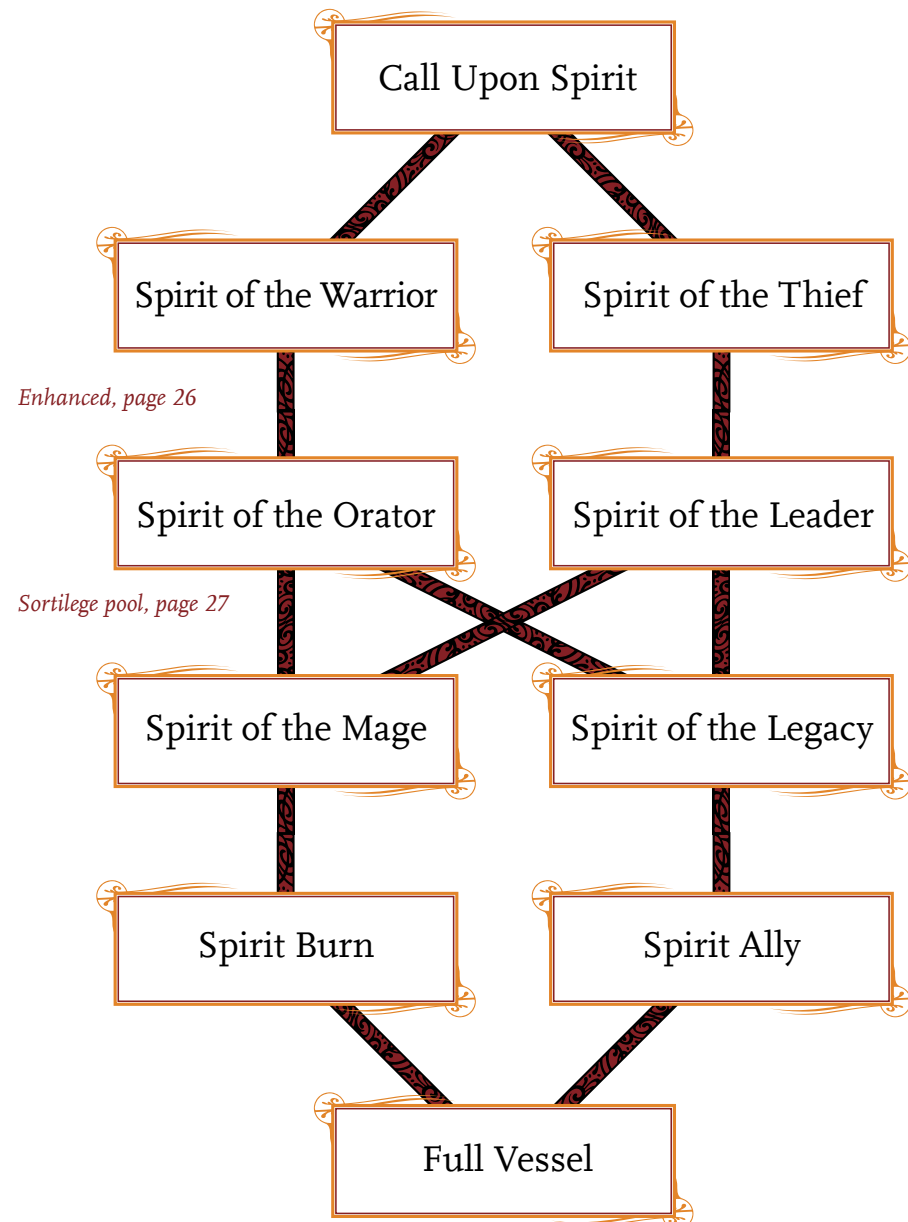 Call Upon Spirit
Spirit of the Warrior
Spirit of the Thief
Enhanced, page 26
Spirit of the Orator
Spirit of the Leader
Sortilege pool, page 27
Spirit of the Mage
Spirit of the Legacy
Spirit Burn
Spirit Ally
Full Vessel